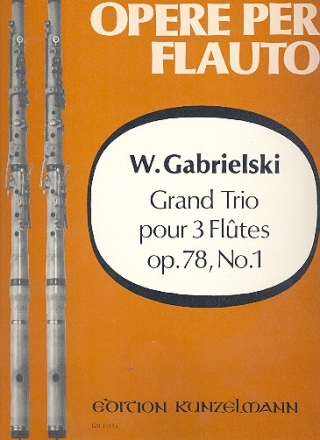 OPERE PER
FLAUTO
W. Gabrielski
Grand Trio
pour 3 Flûtes
op. 78, No. 1
EDITION KUNZELMANN